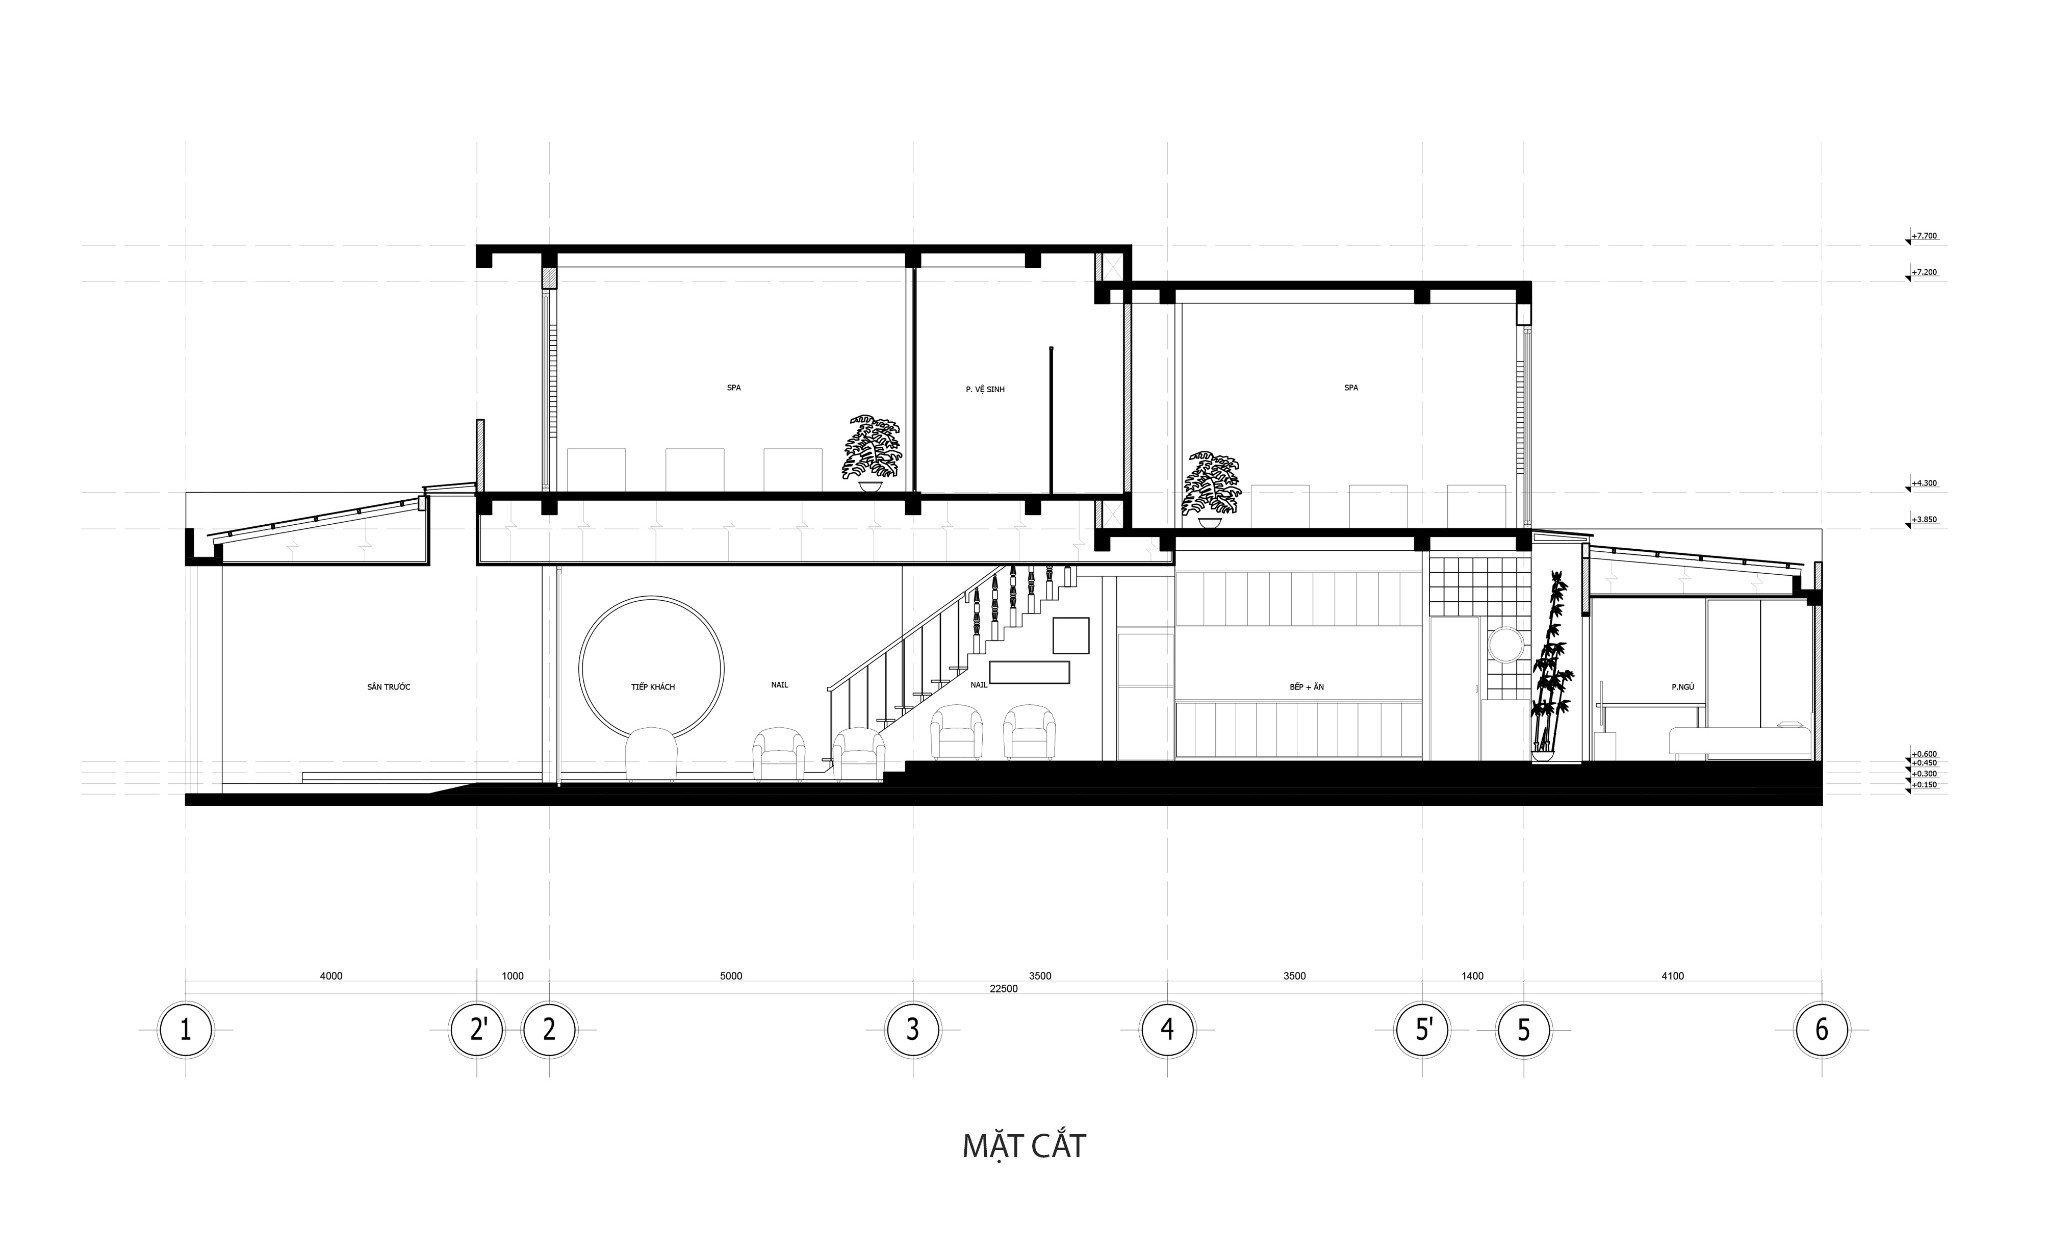 +7.700
+7.200
SPA
P. VỆ SINH
SPA
+4.300
+3.850
SÂN TRƯỚC
TIẾP KHÁCH
NAIL
NAIL
BẾP + ĂN
P.NGỦ
+0.600
+0.450
+0.300
+0.150
4000
1000
5000
3500
3500
1400
4100
22500
1
2'
2
3
4
5'
5
6
MẶT CẮT